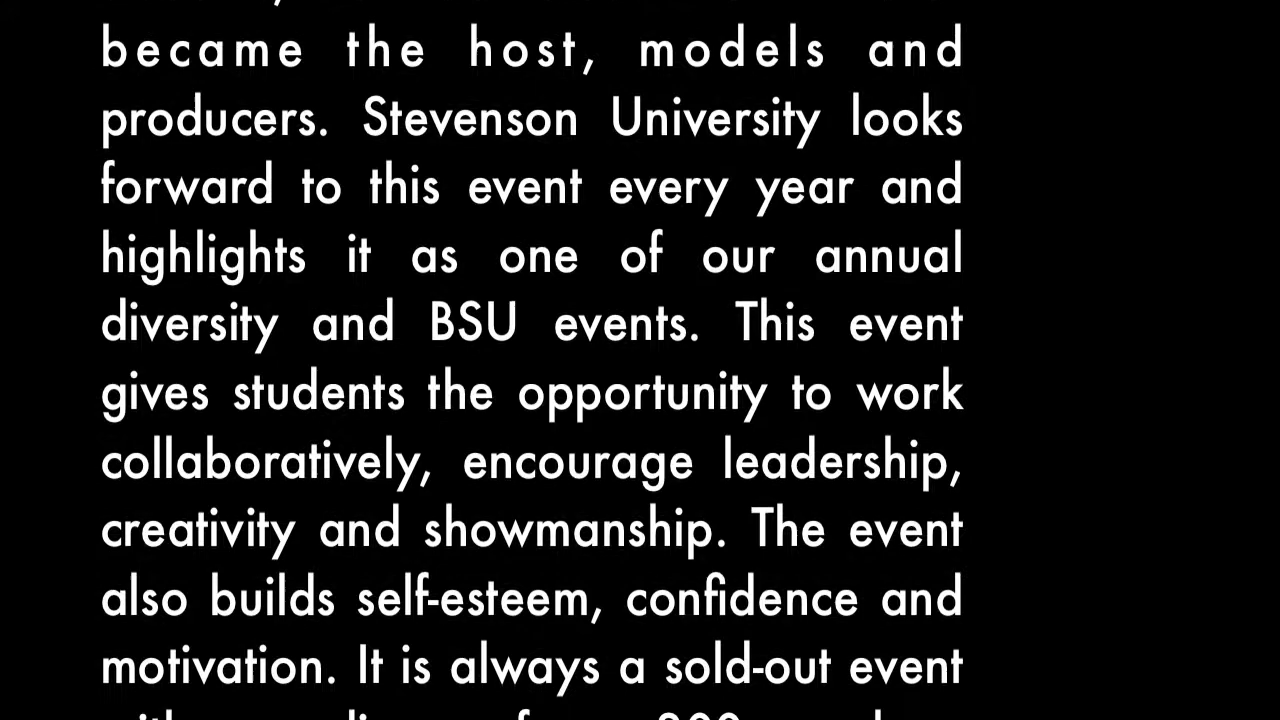 became the host, models and
producers. Stevenson University looks
forward to this event every year and
highlights it as one of our annual
diversity and BSU events. This event
gives students the opportunity to work
collaboratively, encourage leadership,
creativity and showmanship. The event
also builds self-esteem, confidence and
motivation. It is always a sold-out event